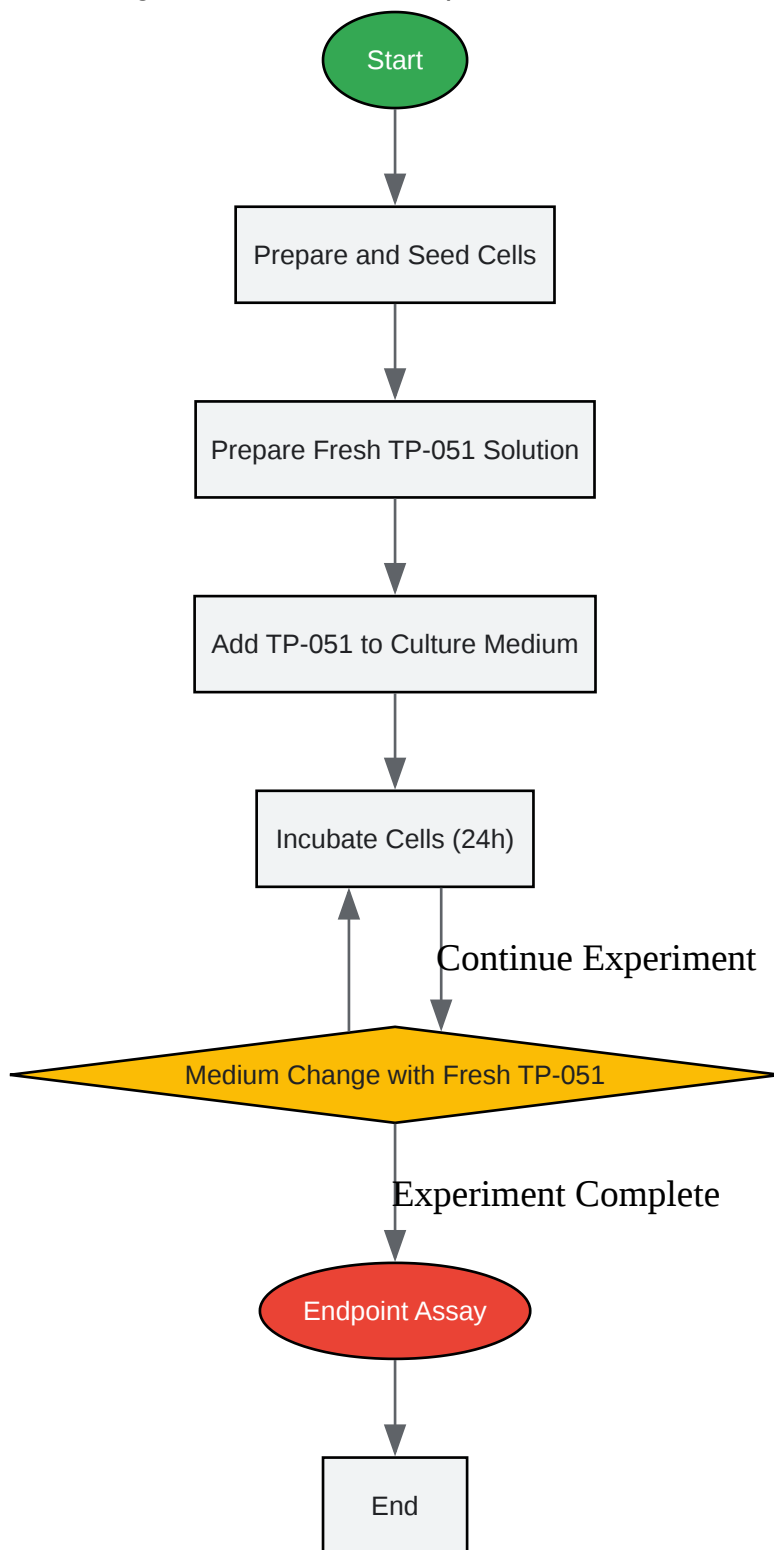 Start
Prepare and Seed Cells
Prepare Fresh TP-051 Solution
Add TP-051 to Culture Medium
Incubate Cells (24h)
Continue Experiment
Medium Change with Fresh TP-051
Experiment Complete
Endpoint Assay
End